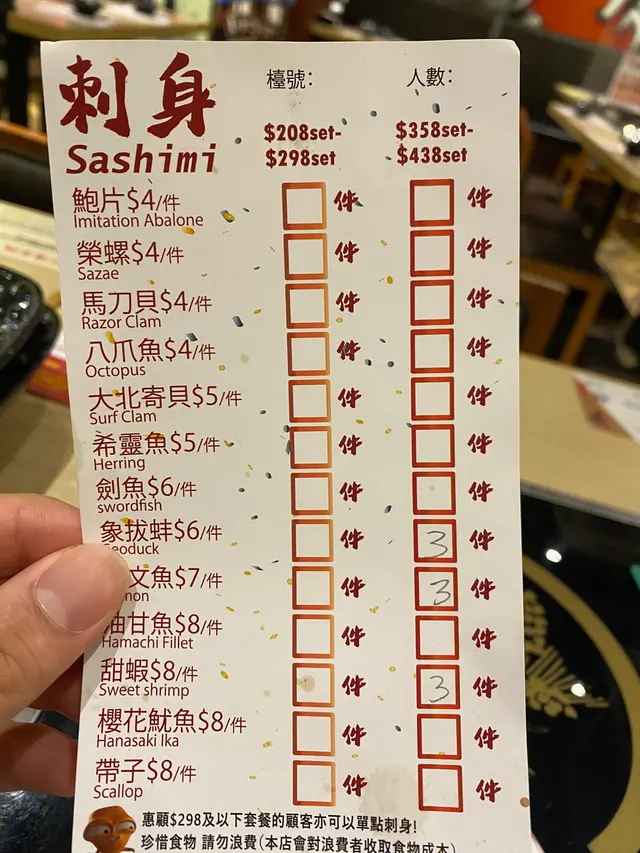 刺身 檯號： 人數：
Sashimi $208set- $298set $358set- $438set
鮑片$4/件 件 件
Imitation Abalone
榮螺$4/件 件 件
Sazae
馬刀貝$4/件 件 件
Razor Clam
八爪魚$4/件 件 件
Octopus
大北寄貝$5/件 件 件
Surf Clam
希靈魚$5/件 件 件
Herring
劍魚$6/件 件 件
swordfish
象拔蚌$6/件 件 3 件
eoduck
文魚$7/件 件 3 件
mon
油甘魚$8/件 件 件
Hamachi Fillet
甜蝦$8/件 件 3 件
Sweet shrimp
櫻花魷魚$8/件 件 件
Hanasaki Ika
帶子$8/件 件 件
Scallop
惠顧$298及以下套餐的顧客亦可以單點刺身!
珍惜食物 請勿浪費(本店會對浪費者收取食物成本)